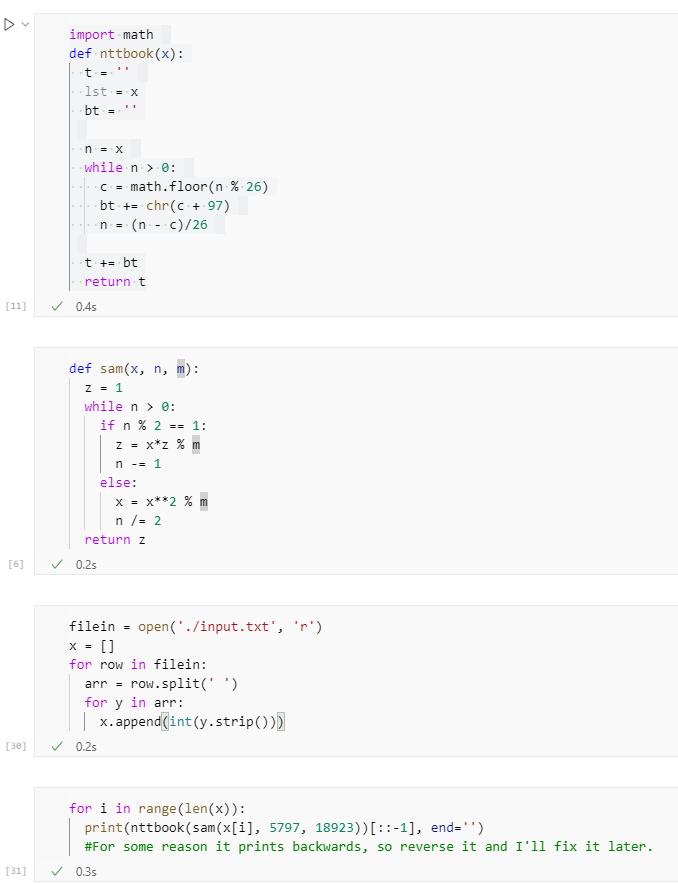 import math
def nttbook(x):
  t = ''
  lst = x
  bt = ''

  n = x
  while n > 0:
    c = math.floor(n % 26)
    bt += chr(c + 97)
    n = (n - c)/26

  t += bt
  return t
[11] ✓ 0.4s
def sam(x, n, m):
  z = 1
  while n > 0:
    if n % 2 == 1:
      z = x*z % m
      n -= 1
    else:
      x = x**2 % m
      n /= 2
  return z
[6] ✓ 0.2s
filein = open('./input.txt', 'r')
x = []
for row in filein:
  arr = row.split(' ')
  for y in arr:
    x.append(int(y.strip()))
[30] ✓ 0.2s
for i in range(len(x)):
  print(nttbook(sam(x[i], 5797, 18923))[::-1], end='')
  #For some reason it prints backwards, so reverse it and I'll fix it later.
[31] ✓ 0.3s